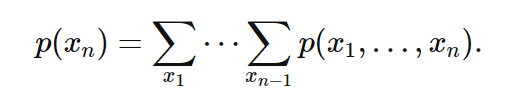 p(x_n) = \sum_{x_1} \cdots \sum_{x_{n-1}} p(x_1, \ldots, x_n).